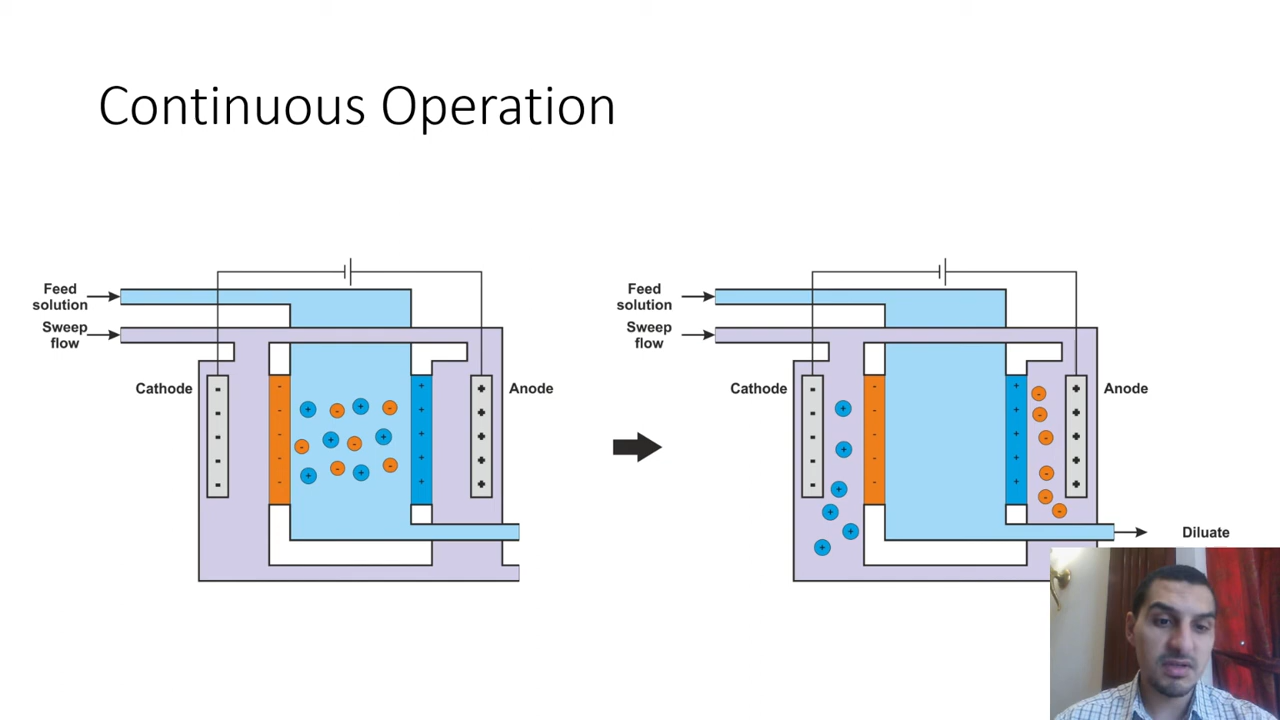 Continuous Operation
Feed
solution
Sweep
flow
Cathode
Anode
Feed
solution
Sweep
flow
Cathode
Anode
Diluate